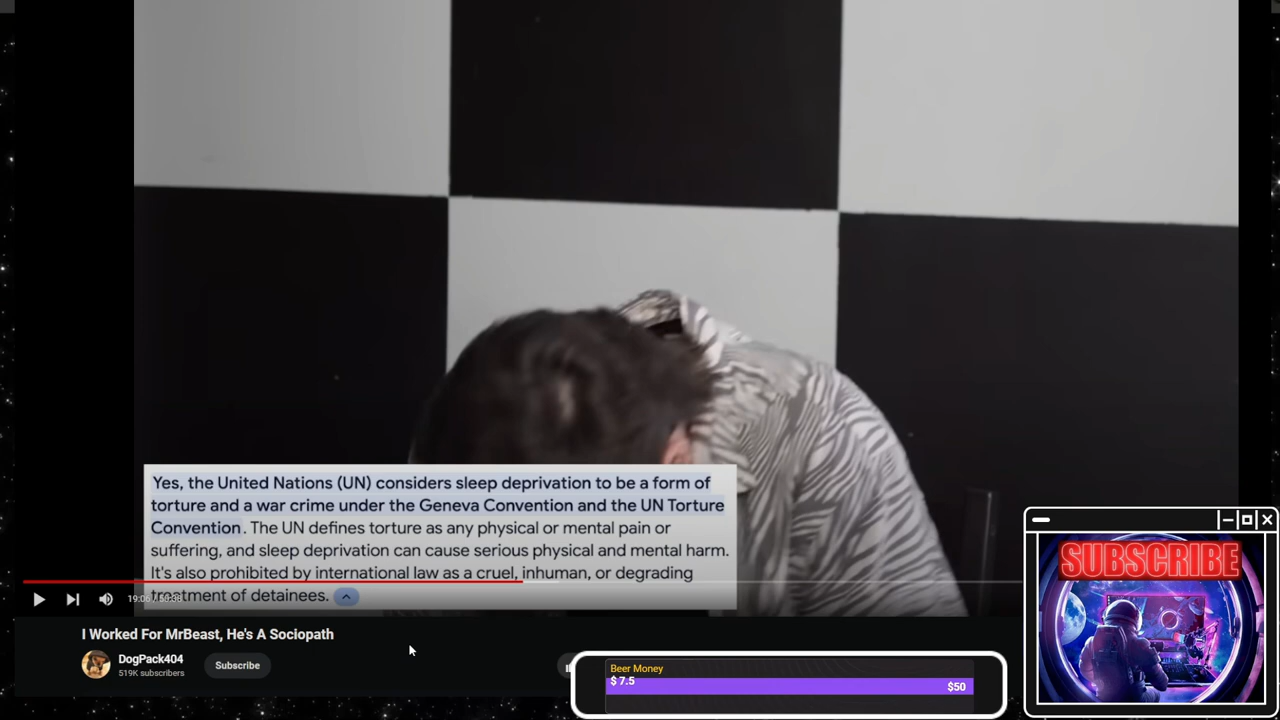 Yes, the United Nations (UN) considers sleep deprivation to be a form of
torture and a war crime under the Geneva Convention and the UN Torture
Convention. The UN defines torture as any physical or mental pain or
suffering, and sleep deprivation can cause serious physical and mental harm.
It's also prohibited by international law as a cruel, inhuman, or degrading
treatment of detainees.
I Worked For MrBeast, He's A Sociopath
DogPack404
519K subscribers
Subscribe
Beer Money
$ 7.5
$50
SUBSCRIBE